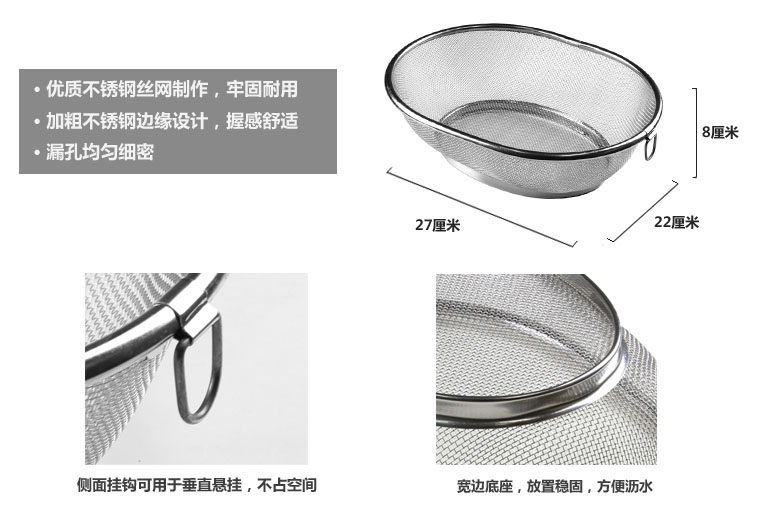 • 优质不锈钢丝网制作，牢固耐用
• 加粗不锈钢边缘设计，握感舒适
• 漏孔均匀细密
8厘米
27厘米
22厘米
侧面挂钩可用于垂直悬挂，不占空间
宽边底座，放置稳固，方便沥水